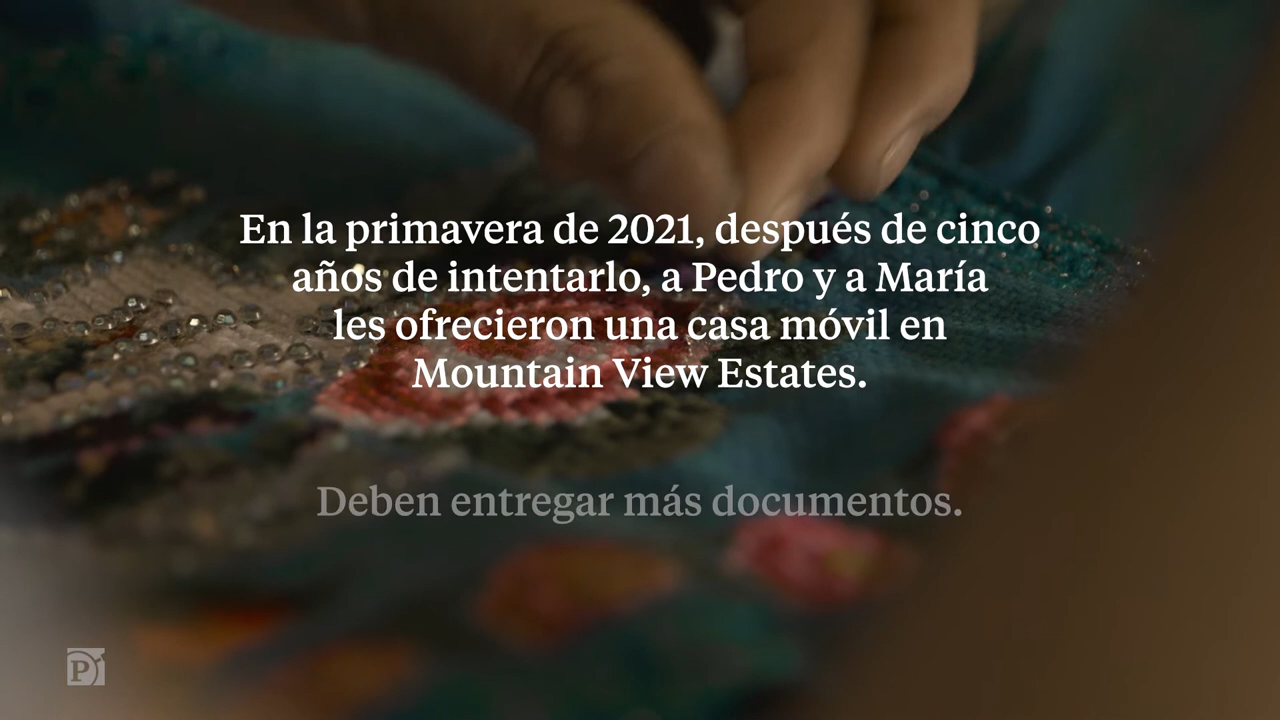 En la primavera de 2021, después de cinco
años de intentarlo, a Pedro y a María
les ofrecieron una casa móvil en
Mountain View Estates.
Deben entregar más documentos.
P